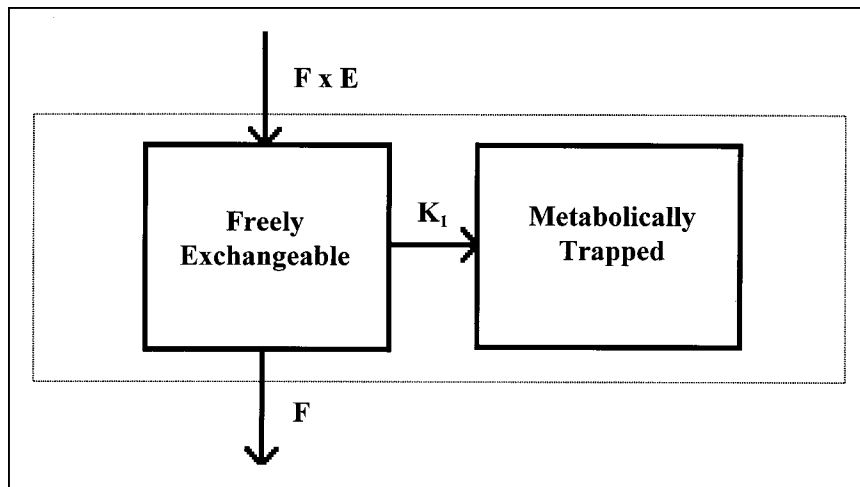 F x E
Freely
Exchangeable
K₁
Metabolically
Trapped
F